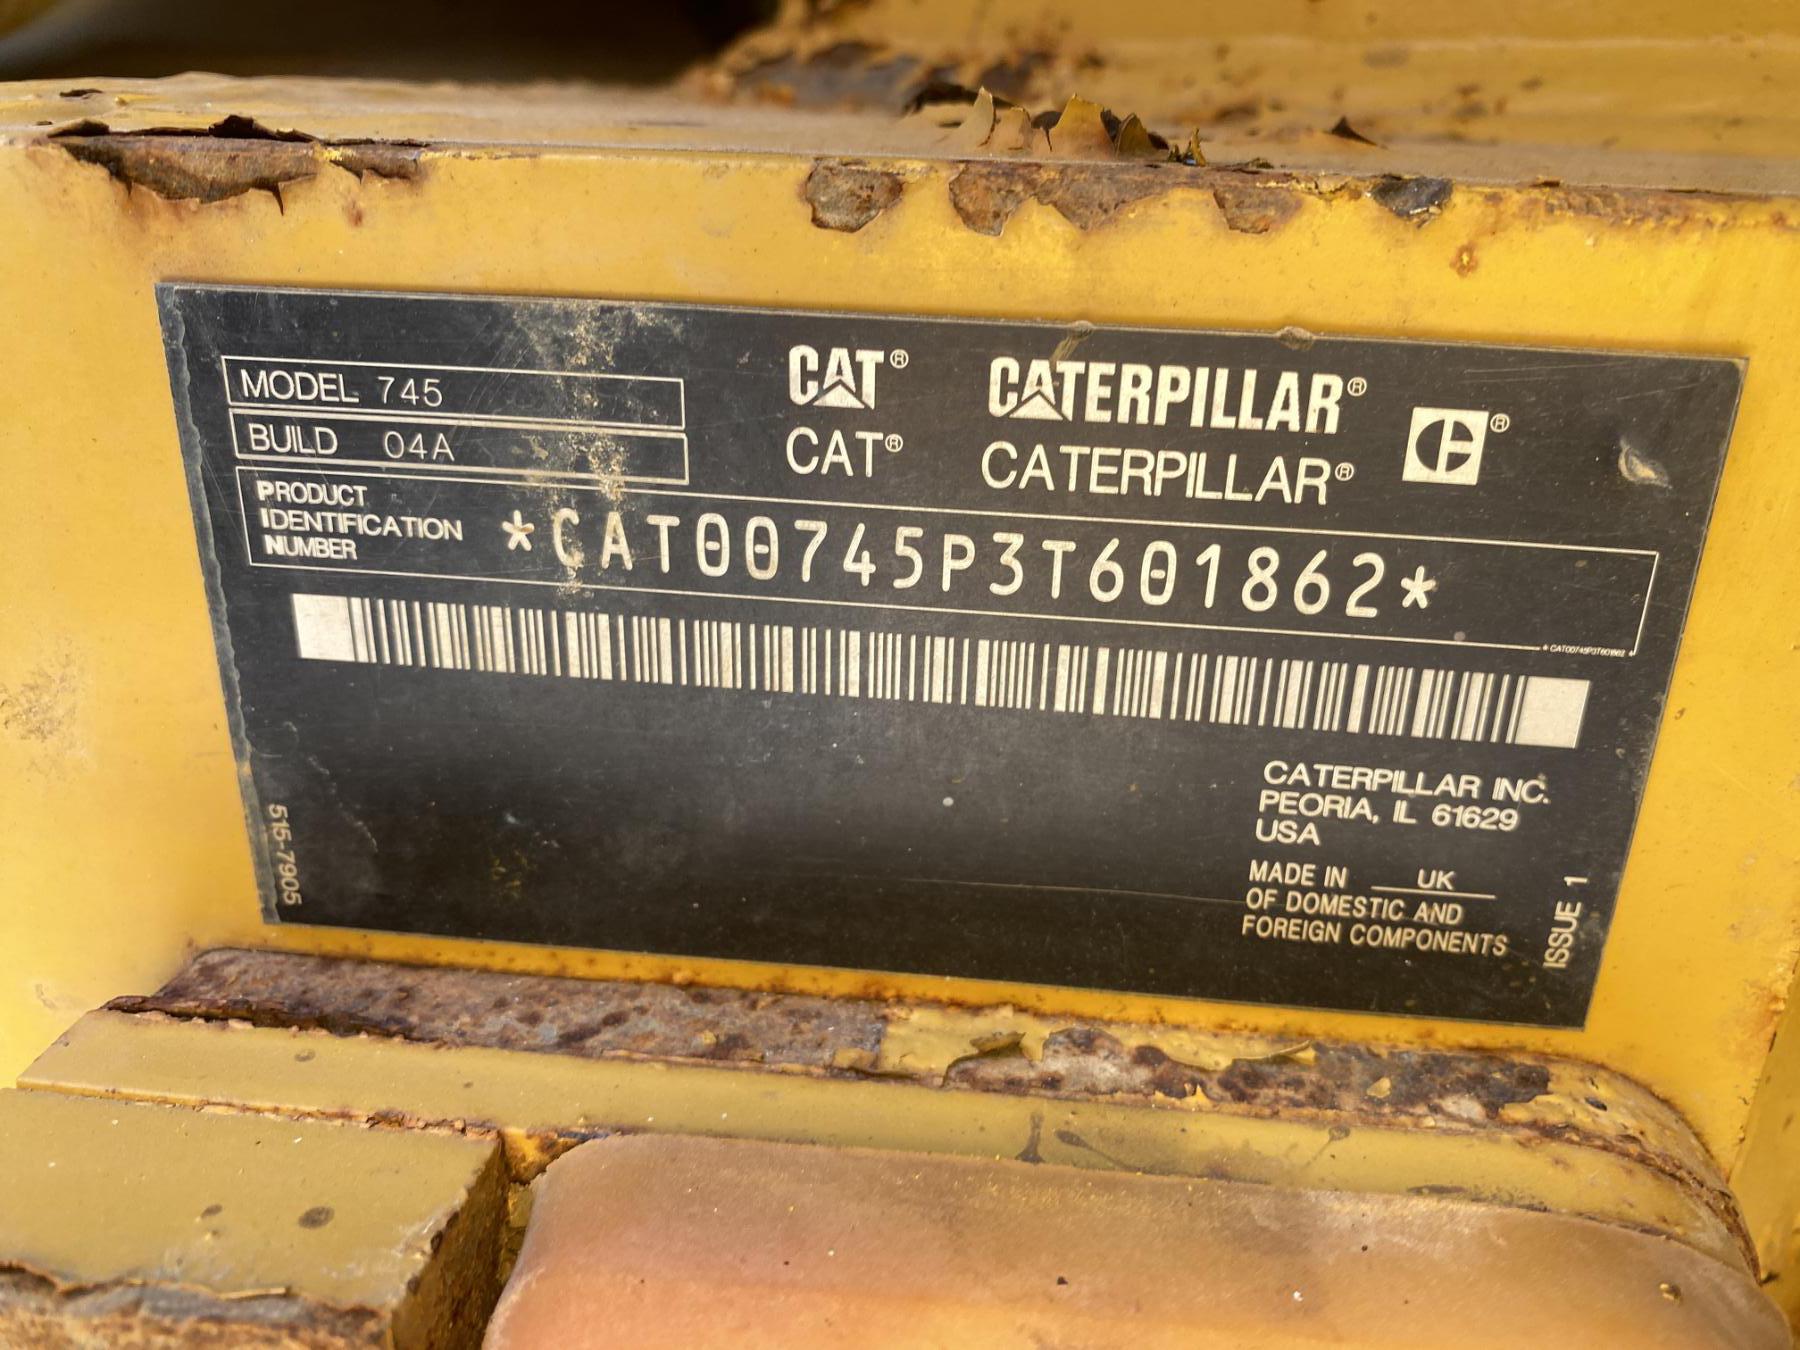 MODEL 745
BUILD 04A
CAT® CATERPILLAR®
CAT® CATERPILLAR® ®
PRODUCT
IDENTIFICATION
NUMBER
*CAT00745P3T601862*
*CAT00745P3T601862*
CATERPILLAR INC.
PEORIA, IL 61629
USA
MADE IN UK
OF DOMESTIC AND
FOREIGN COMPONENTS
515-7905
ISSUE 1